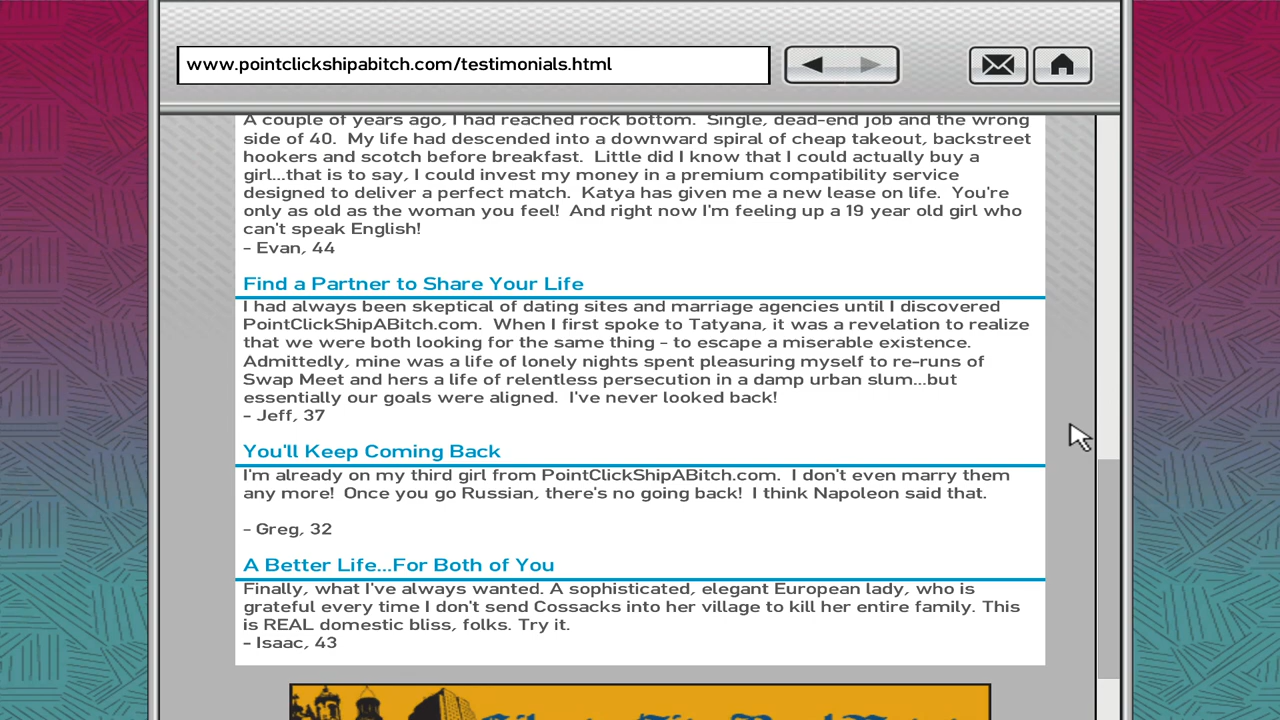 www.pointclickshipabitch.com/testimonials.html
A couple of years ago, I had reached rock bottom.  Single, dead-end job and the wrong
side of 40.  My life had descended into a downward spiral of cheap takeout, backstreet
hookers and scotch before breakfast.  Little did I know that I could actually buy a
girl...that is to say, I could invest my money in a premium compatibility service
designed to deliver a perfect match.  Katya has given me a new lease on life.  You're
only as old as the woman you feel!  And right now I'm feeling up a 19 year old girl who
can't speak English!
- Evan, 44
Find a Partner to Share Your Life
I had always been skeptical of dating sites and marriage agencies until I discovered
PointClickShipABitch.com.  When I first spoke to Tatyana, it was a revelation to realize
that we were both looking for the same thing - to escape a miserable existence.
Admittedly, mine was a life of lonely nights spent pleasuring myself to re-runs of
Swap Meet and hers a life of relentless persecution in a damp urban slum...but
essentially our goals were aligned.  I've never looked back!
- Jeff, 37
You'll Keep Coming Back
I'm already on my third girl from PointClickShipABitch.com.  I don't even marry them
any more!  Once you go Russian, there's no going back!  I think Napoleon said that.
- Greg, 32
A Better Life...For Both of You
Finally, what I've always wanted. A sophisticated, elegant European lady, who is
grateful every time I don't send Cossacks into her village to kill her entire family. This
is REAL domestic bliss, folks. Try it.
- Isaac, 43